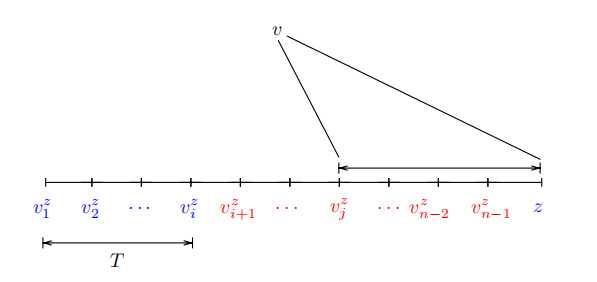 v
v_1^z v_2^z ⋯ v_i^z v_{i+1}^z ⋯ v_j^z ⋯ v_{n-2}^z v_{n-1}^z z
T